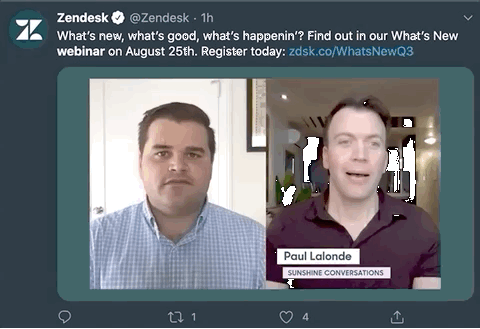 Zendesk @Zendesk · 1h
What's new, what's good, what's happenin'? Find out in our What's New
webinar on August 25th. Register today: zdsk.co/WhatsNewQ3
Paul Lalonde
SUNSHINE CONVERSATIONS
1
4